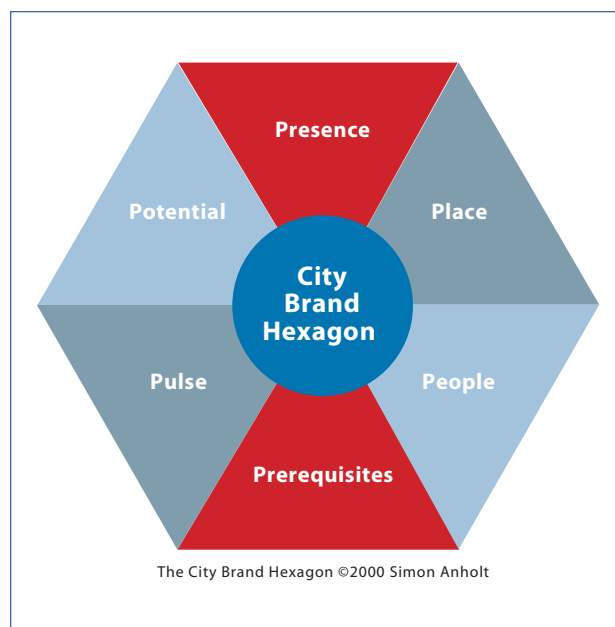 Presence
Potential
Place
City
Brand
Hexagon
Pulse
People
Prerequisites
The City Brand Hexagon ©2000 Simon Anholt